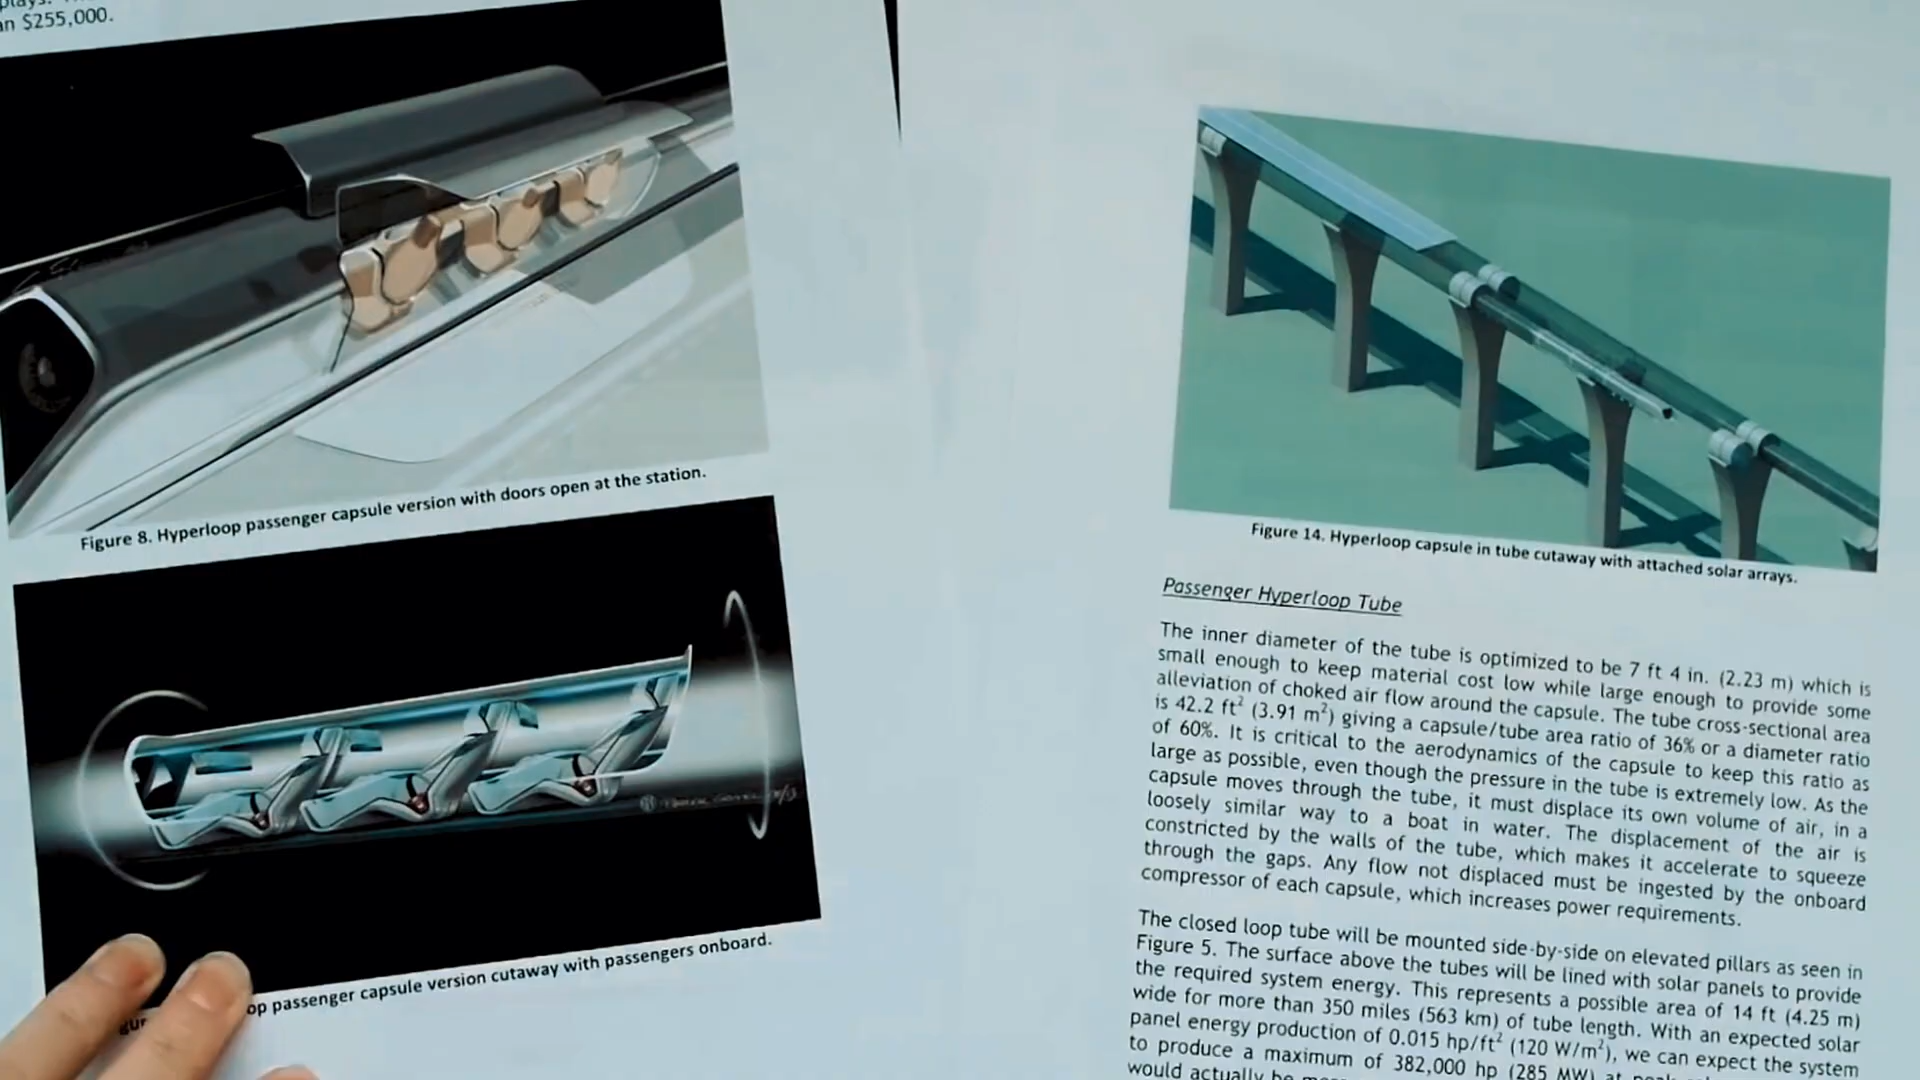 an $255,000.
Figure 8. Hyperloop passenger capsule version with doors open at the station.
passenger capsule version cutaway with passengers onboard.
Figure 14. Hyperloop capsule in tube cutaway with attached solar arrays.
Passenger Hyperloop Tube
The inner diameter of the tube is optimized to be 7 ft 4 in. (2.23 m) which is
small enough to keep material cost low while large enough to provide some
alleviation of choked air flow around the capsule. The tube cross-sectional area
is 42.2 ft² (3.91 m²) giving a capsule/tube area ratio of 36% or a diameter ratio
of 60%. It is critical to the aerodynamics of the capsule to keep this ratio as
large as possible, even though the pressure in the tube is extremely low. As the
capsule moves through the tube, it must displace its own volume of air, in a
loosely similar way to a boat in water. The displacement of the air is
constricted by the walls of the tube, which makes it accelerate to squeeze
through the gaps. Any flow not displaced must be ingested by the onboard
compressor of each capsule, which increases power requirements.
The closed loop tube will be mounted side-by-side on elevated pillars as seen in
Figure 5. The surface above the tubes will be lined with solar panels to provide
the required system energy. This represents a possible area of 14 ft (4.25 m)
wide for more than 350 miles (563 km) of tube length. With an expected solar
panel energy production of 0.015 hp/ft² (120 W/m²), we can expect the system
to produce a maximum of 382,000 hp (285 MW) at
would actually be